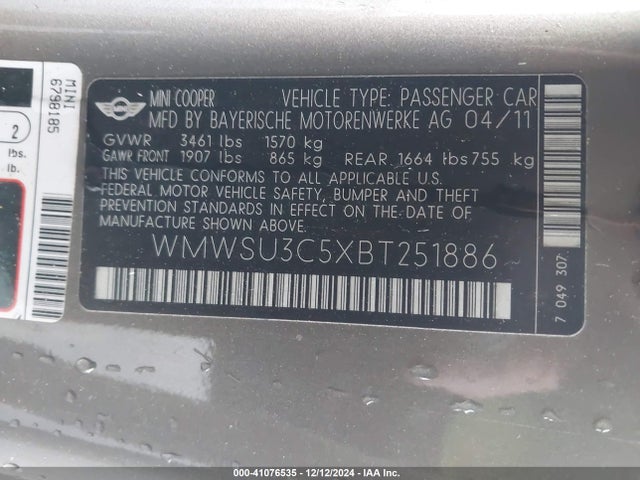 MINI COOPER VEHICLE TYPE: PASSENGER CAR
MFD BY BAYERISCHE MOTORENWERKE AG 04/11
GVWR 3461 lbs 1570 kg
GAWR FRONT 1907 lbs 865 kg REAR 1664 lbs 755 kg
THIS VEHICLE CONFORMS TO ALL APPLICABLE U.S.
FEDERAL MOTOR VEHICLE SAFETY, BUMPER AND THEFT
PREVENTION STANDARDS IN EFFECT ON THE DATE OF
MANUFACTURE SHOWN ABOVE.
WMWSU3C5XBT251886
7 049 307
MINI
6798185
2
lbs.
lb.
00-41076535 - 12/12/2024 - IAA Inc.